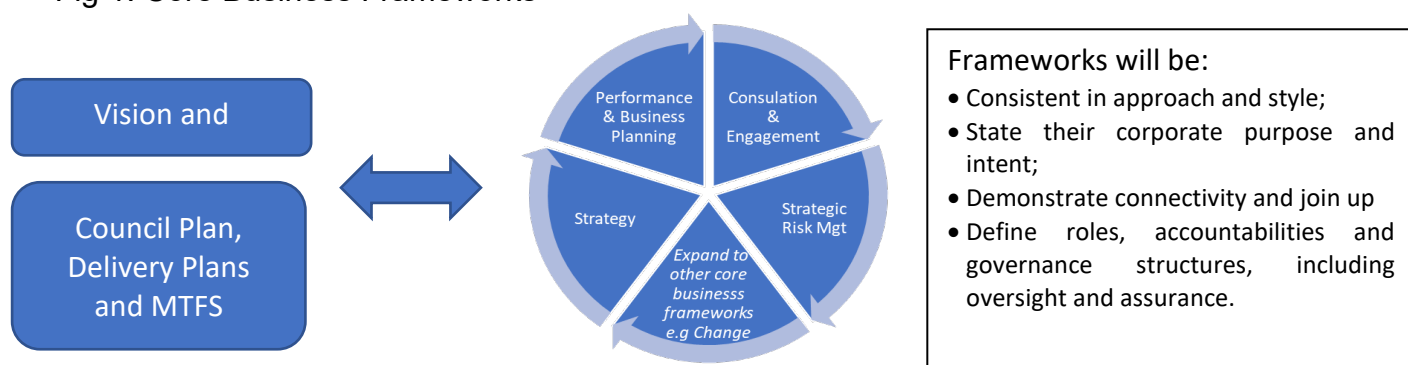 Vision and
Council Plan,
Delivery Plans
and MTFS
Performance
& Business
Planning
Consulation
&
Engagement
Strategy
Strategic
Risk Mgt
Expand to
other core
businesss
frameworks
e.g Change
Frameworks will be:
• Consistent in approach and style;
• State their corporate purpose and
intent;
• Demonstrate connectivity and join up
• Define roles, accountabilities and
governance structures, including
oversight and assurance.